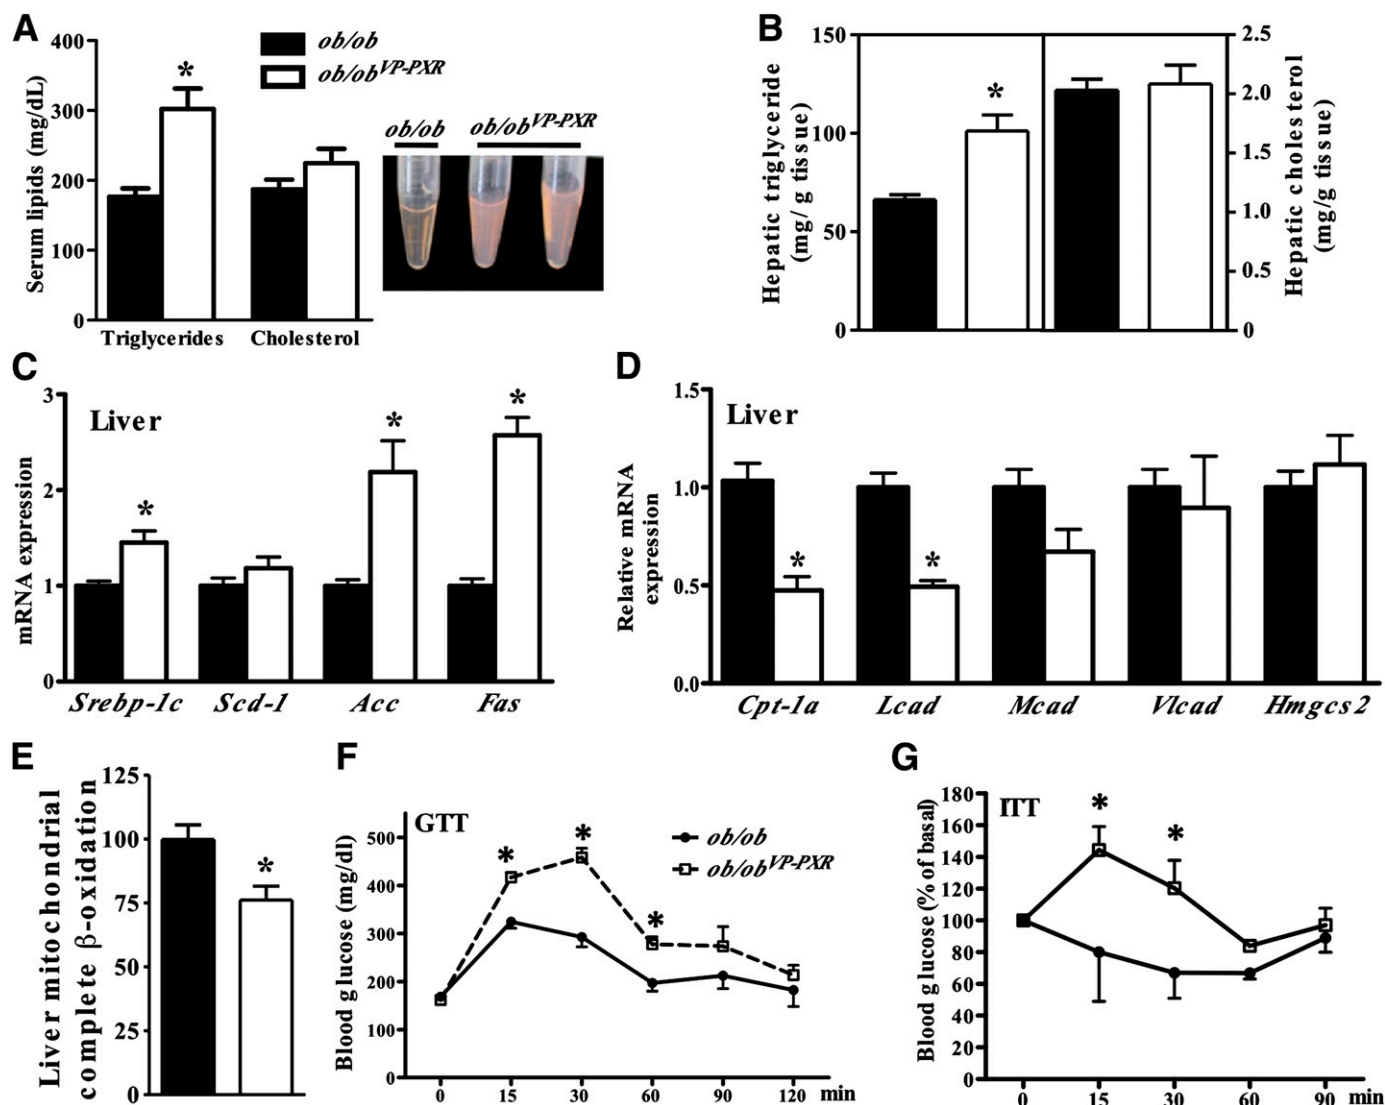 A
400
300
200
100
0
Serum lipids (mg/dL)
*
ob/ob
ob/ob^VP-PXR
ob/ob ob/ob^VP-PXR
Triglycerides Cholesterol
B
150
100
50
0
Hepatic triglyceride
(mg/ g tissue)
*
2.5
2.0
1.5
1.0
0.5
0
Hepatic cholesterol
(mg/g tissue)
C
3
2
1
0
mRNA expression
Liver
* * *
Srebp-1c Scd-1 Acc Fas
D
1.5
1.0
0.5
0.0
Relative mRNA
expression
Liver
* *
Cpt-1a Lcad Mcad Vlcad Hmgcs2
E
125
100
75
50
25
0
Liver mitochondrial
complete β-oxidation
*
F
GTT
500
400
300
200
100
0
Blood glucose (mg/dl)
* * *
ob/ob
ob/ob^VP-PXR
0 15 30 60 90 120 min
G
ITT
180
160
140
120
100
80
60
40
20
0
Blood glucose (% of basal)
* *
0 15 30 60 90 min